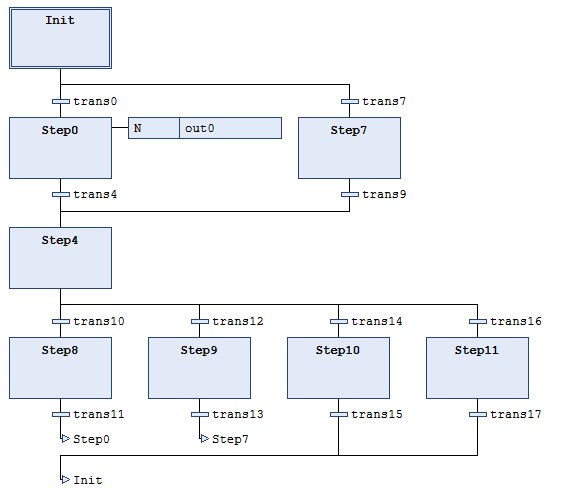 Init
trans0 trans7
Step0 N out0 Step7
trans4 trans9
Step4
trans10 trans12 trans14 trans16
Step8 Step9 Step10 Step11
trans11 trans13 trans15 trans17
Step0 Step7
Init